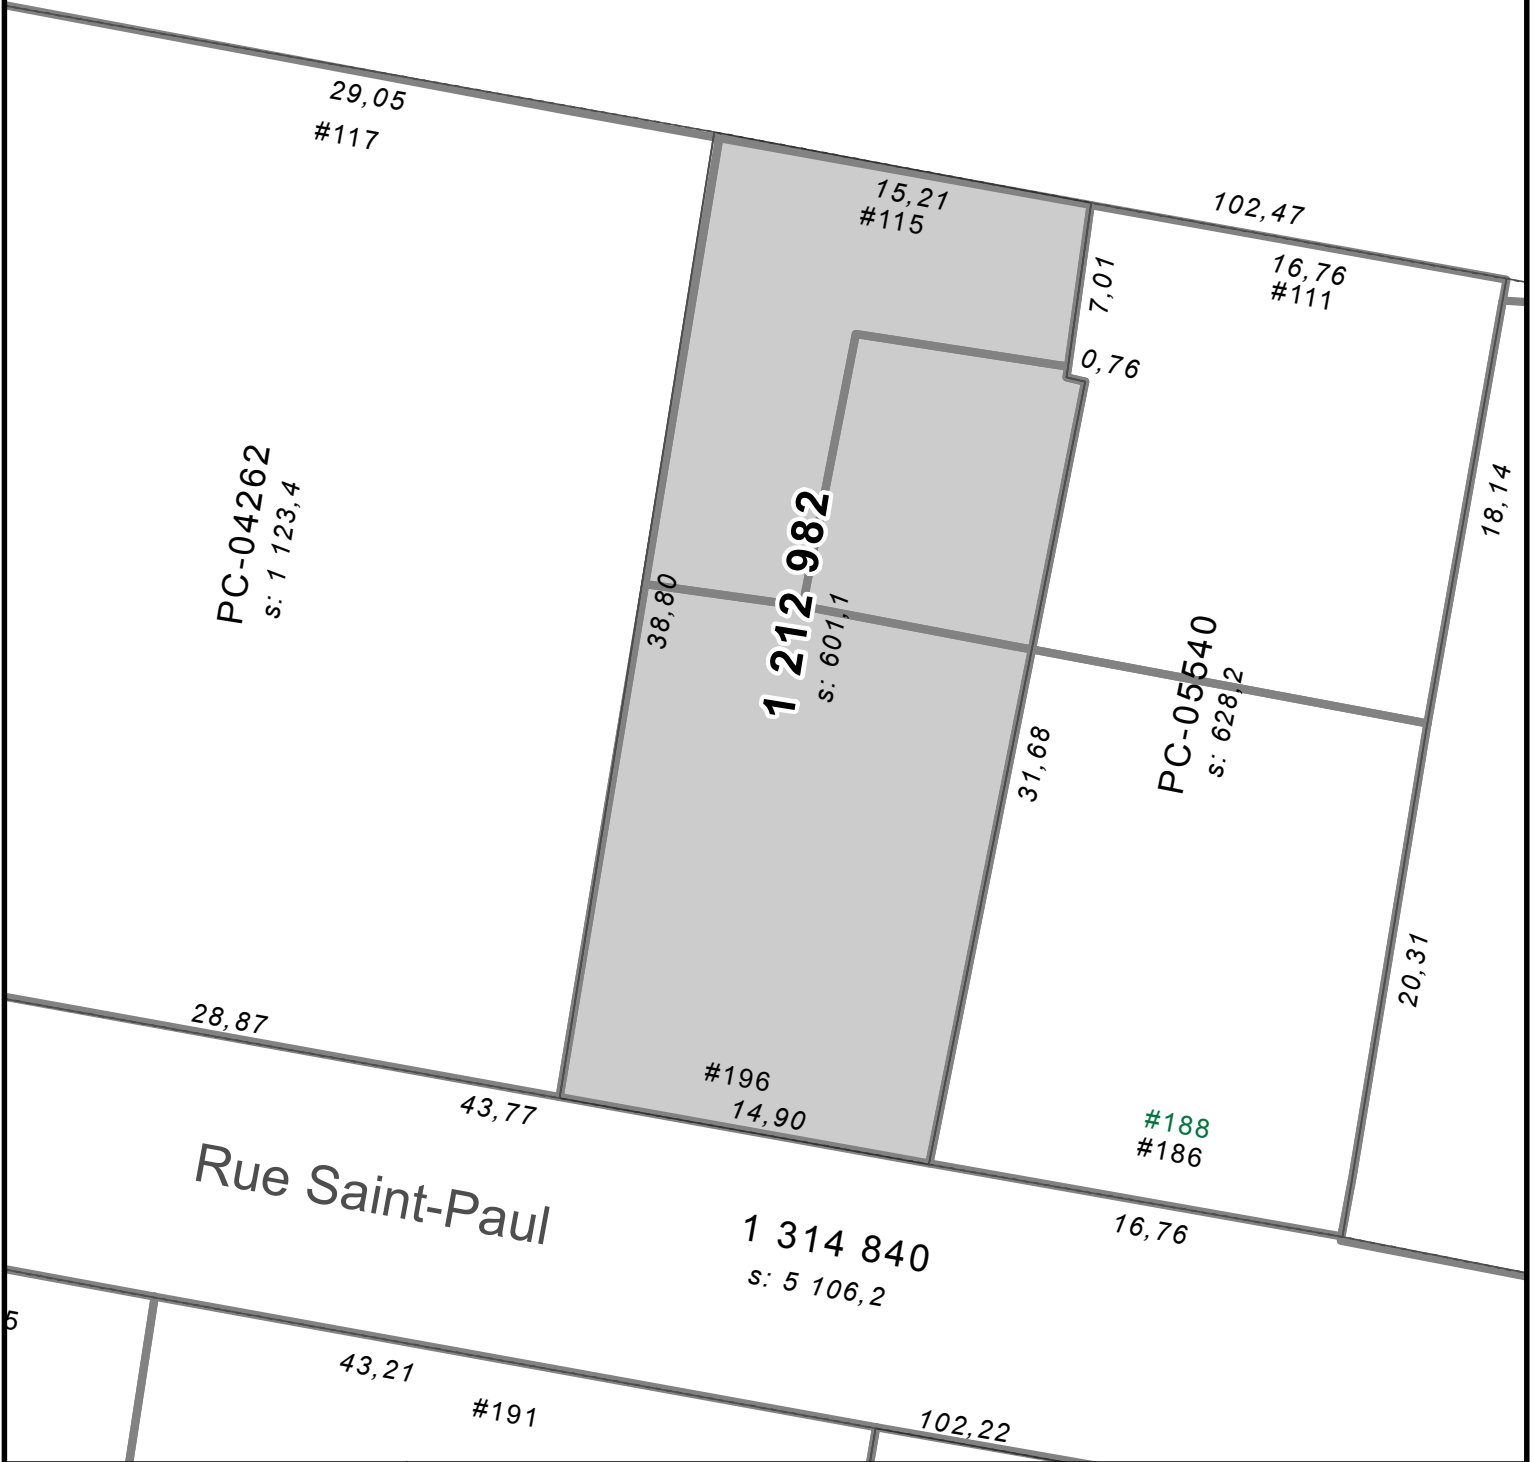 29,05
#117
15,21
#115
102,47
16,76
#111
7,01
0,76
18,14
PC-04262
s: 1 123,4
1 212 982
s: 601,1
38,80
PC-05540
s: 628,2
31,68
20,31
28,87
43,77
#196
14,90
#188
#186
16,76
Rue Saint-Paul
1 314 840
s: 5 106,2
5
43,21
#191
102,22